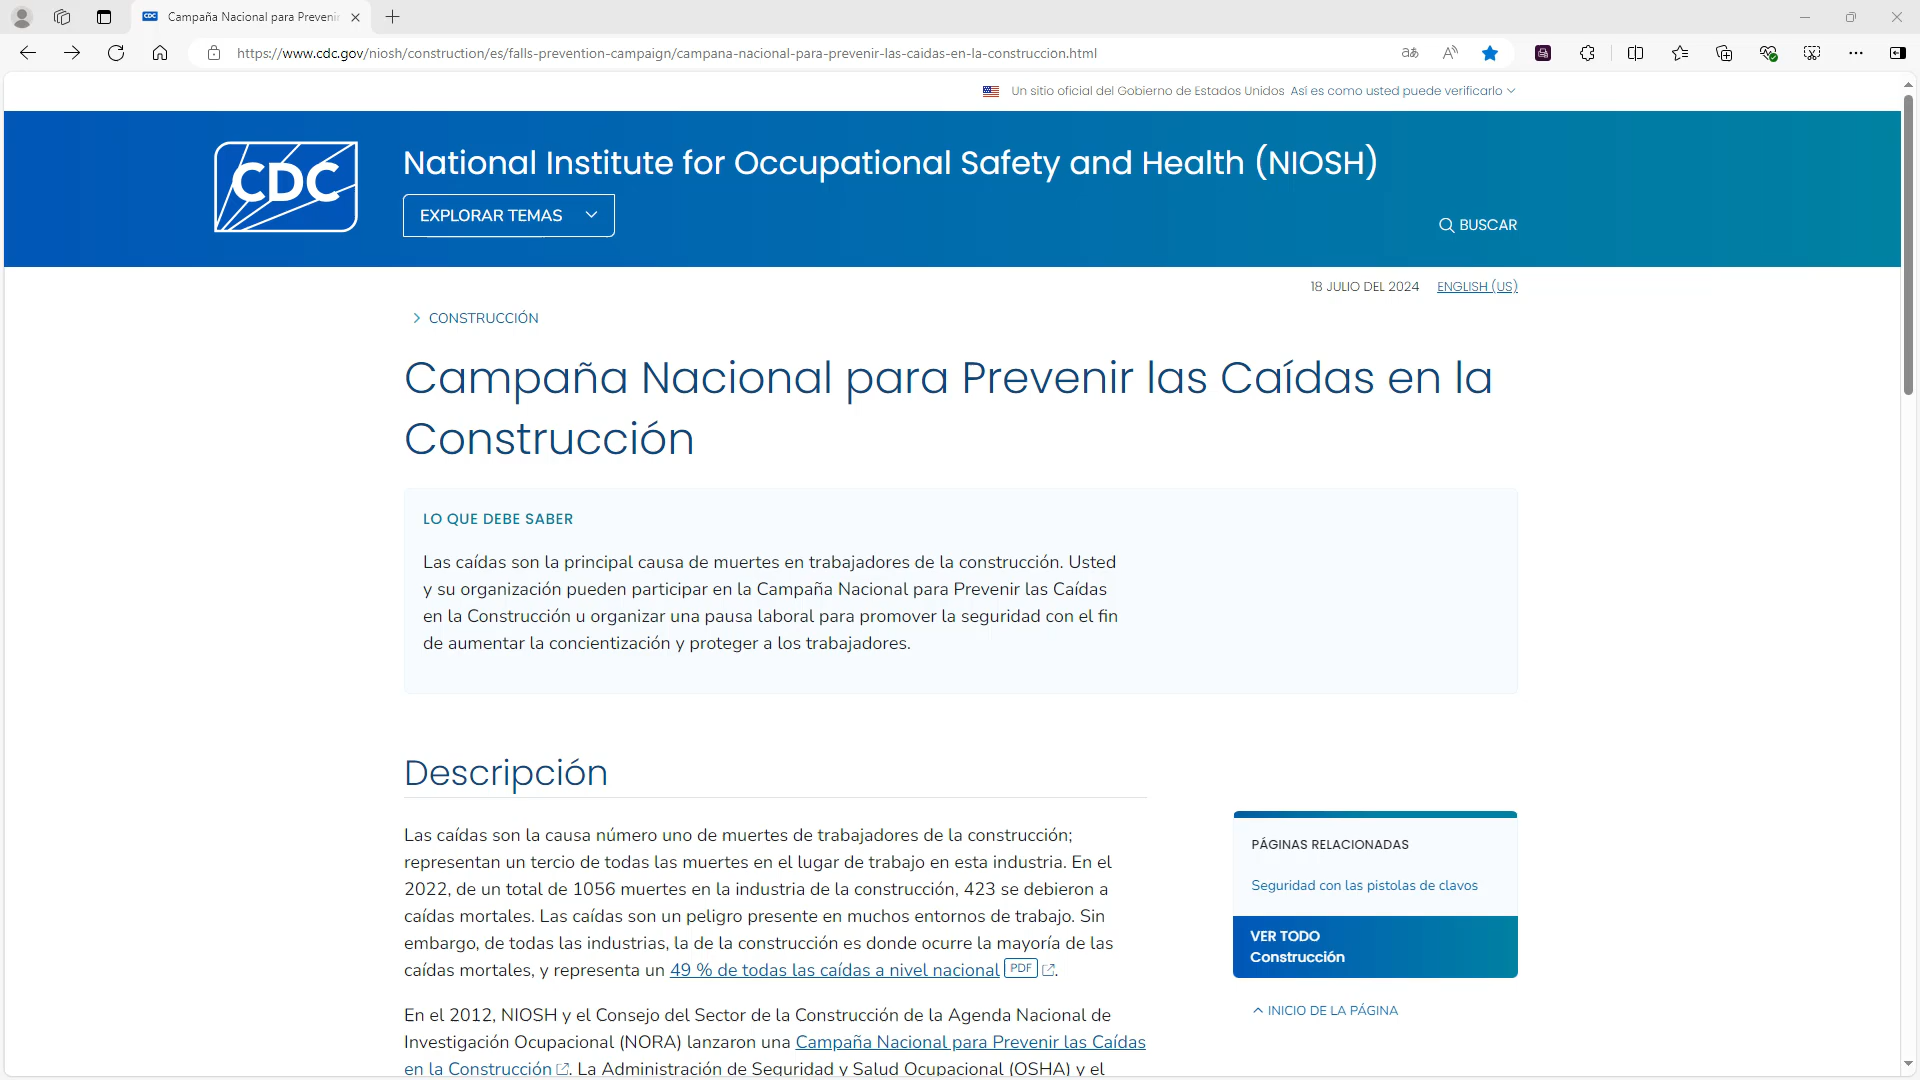 Campaña Nacional para Prevenir
https://www.cdc.gov/niosh/construction/es/falls-prevention-campaign/campana-nacional-para-prevenir-las-caidas-en-la-construccion.html
Un sitio oficial del Gobierno de Estados Unidos Así es como usted puede verificarlo
CDC
National Institute for Occupational Safety and Health (NIOSH)
EXPLORAR TEMAS
BUSCAR
18 JULIO DEL 2024 ENGLISH (US)
CONSTRUCCIÓN
Campaña Nacional para Prevenir las Caídas en la
Construcción
LO QUE DEBE SABER
Las caídas son la principal causa de muertes en trabajadores de la construcción. Usted
y su organización pueden participar en la Campaña Nacional para Prevenir las Caídas
en la Construcción u organizar una pausa laboral para promover la seguridad con el fin
de aumentar la concientización y proteger a los trabajadores.
Descripción
Las caídas son la causa número uno de muertes de trabajadores de la construcción;
representan un tercio de todas las muertes en el lugar de trabajo en esta industria. En el
2022, de un total de 1056 muertes en la industria de la construcción, 423 se debieron a
caídas mortales. Las caídas son un peligro presente en muchos entornos de trabajo. Sin
embargo, de todas las industrias, la de la construcción es donde ocurre la mayoría de las
caídas mortales, y representa un 49 % de todas las caídas a nivel nacional PDF .
En el 2012, NIOSH y el Consejo del Sector de la Construcción de la Agenda Nacional de
Investigación Ocupacional (NORA) lanzaron una Campaña Nacional para Prevenir las Caídas
en la Construcción . La Administración de Seguridad y Salud Ocupacional (OSHA) y el
PÁGINAS RELACIONADAS
Seguridad con las pistolas de clavos
VER TODO
Construcción
INICIO DE LA PÁGINA